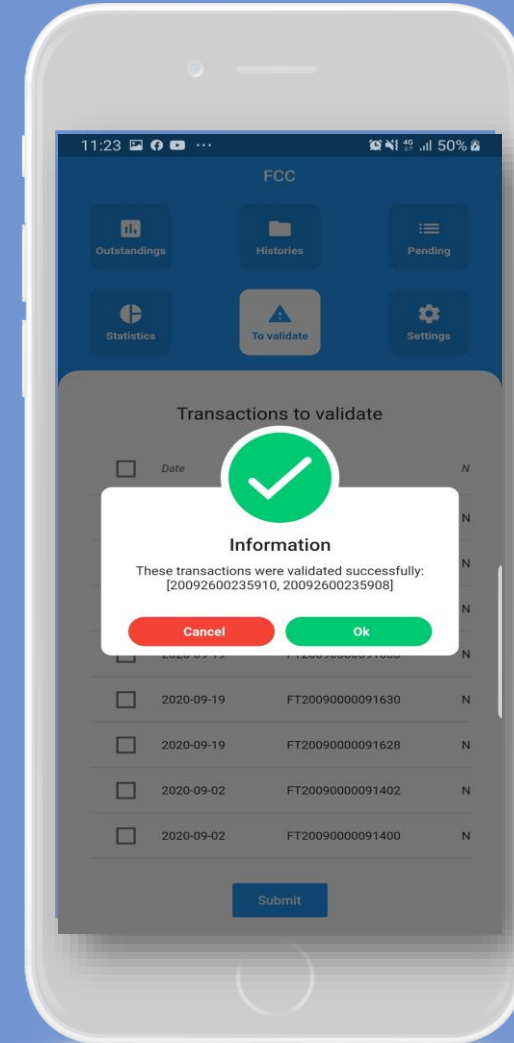 11:23 ... 4G 50%
FCC
Outstandings Histories Pending
Statistics To validate Settings
Transactions to validate
Date N
N
Information
These transactions were validated successfully:
N
[20092600235910, 20092600235908]
N
Cancel Ok
N
2020-09-19 FT20090000091630 N
2020-09-19 FT20090000091628 N
2020-09-02 FT20090000091402 N
2020-09-02 FT20090000091400 N
Submit